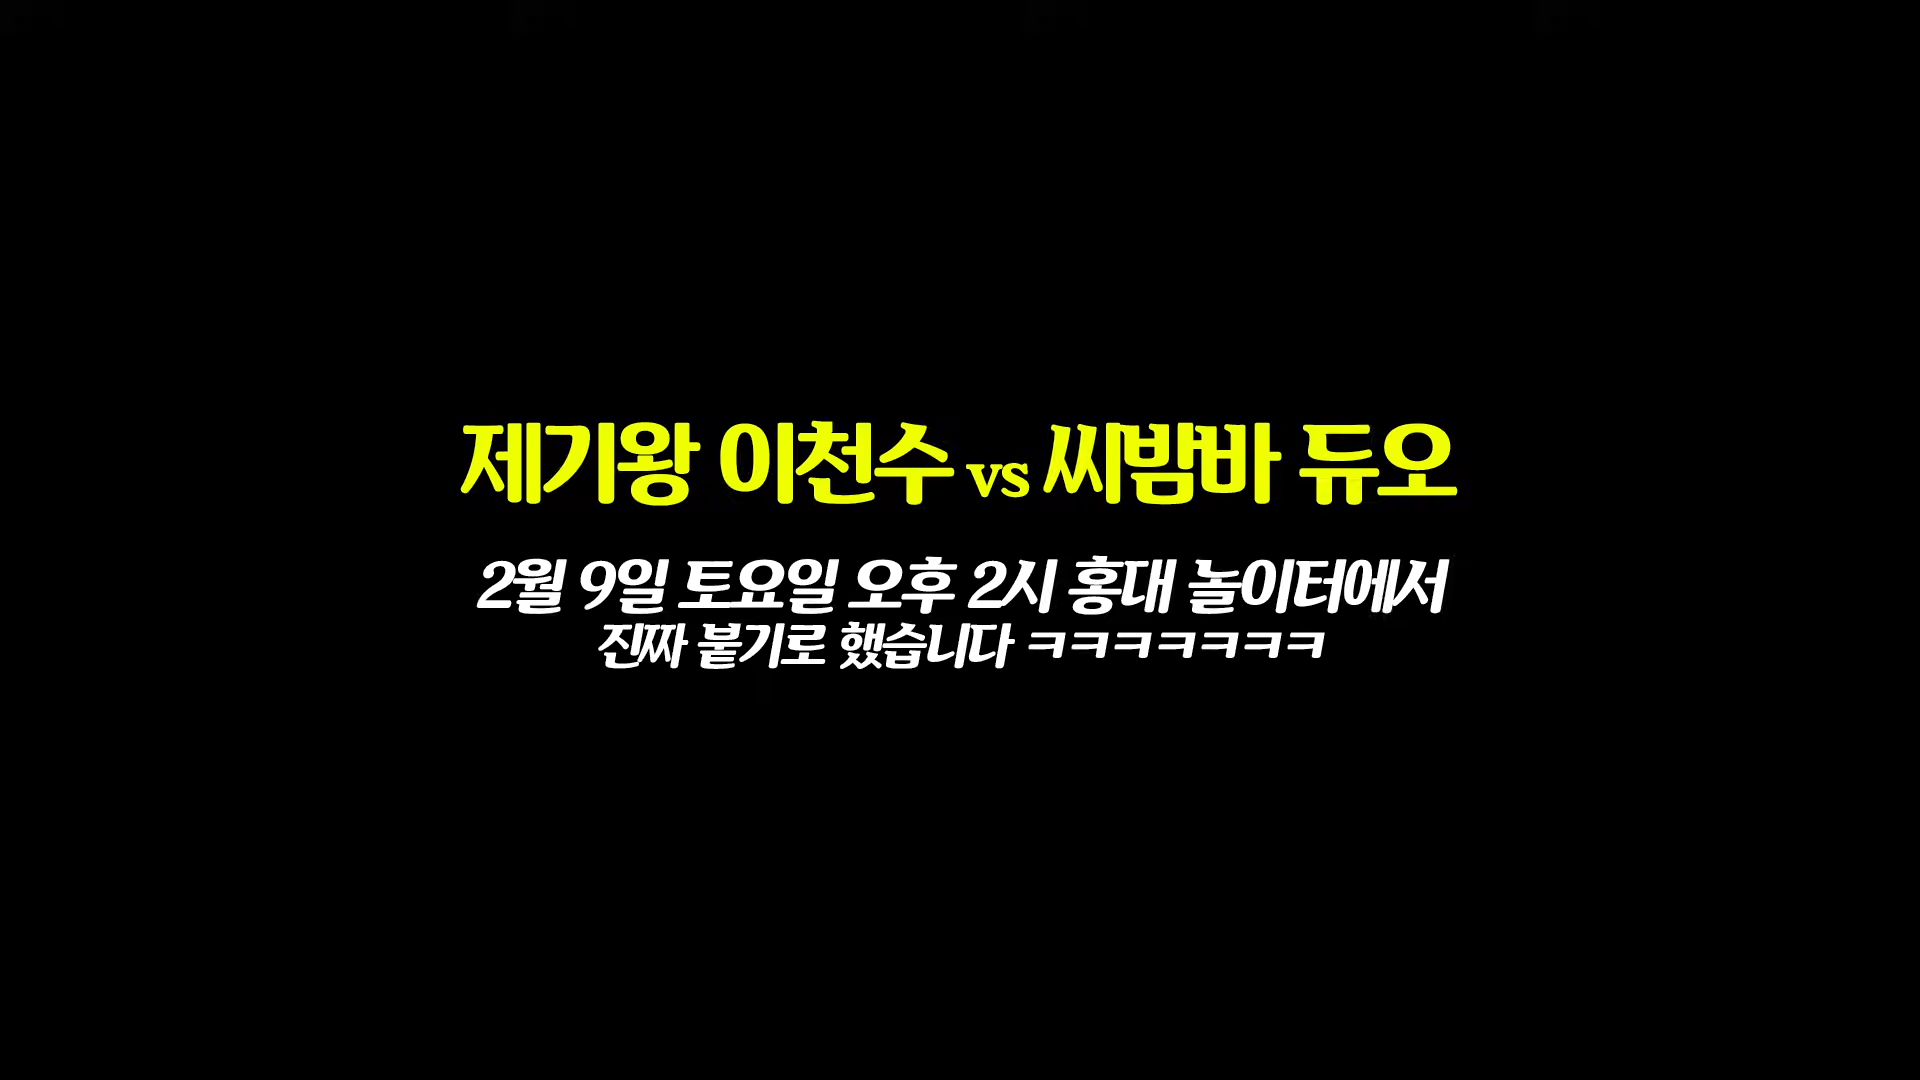 제기왕 이천수 vs 씨밤바 듀오
2월 9일 토요일 오후 2시 홍대 놀이터에서
진짜 붙기로 했습니다 ㅋㅋㅋㅋㅋㅋㅋ